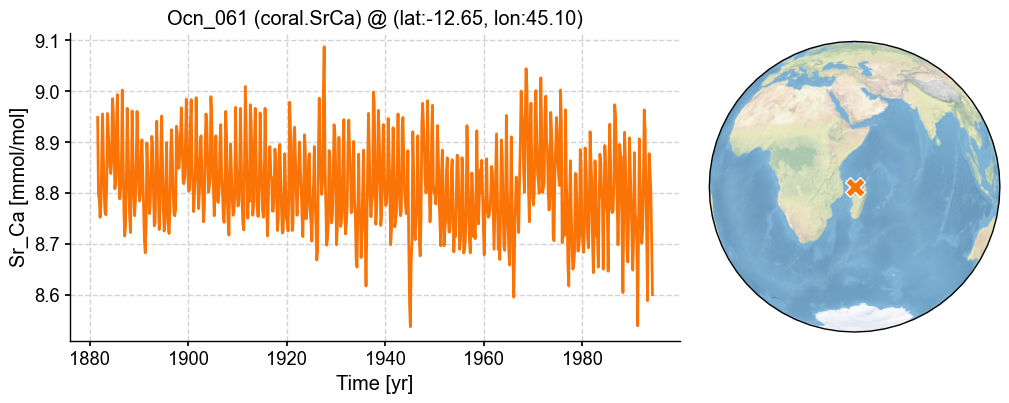 Ocn_061 (coral.SrCa) @ (lat:-12.65, lon:45.10)
Sr_Ca [mmol/mol]
9.1
9.0
8.9
8.8
8.7
8.6
1880 1900 1920 1940 1960 1980
Time [yr]